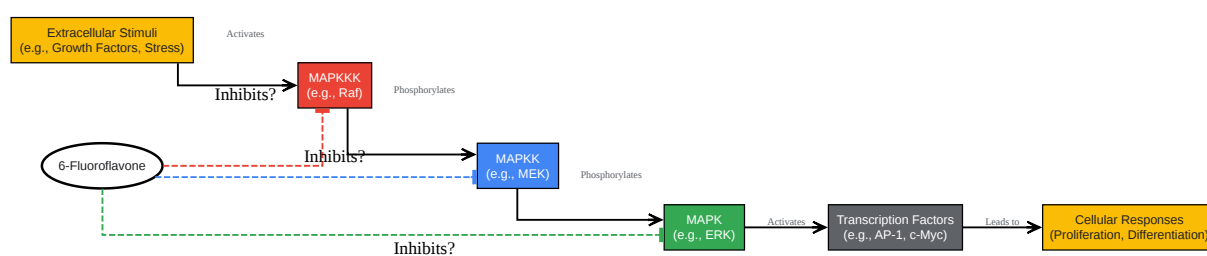 Extracellular Stimuli
(e.g., Growth Factors, Stress)
Activates
MAPKKK
(e.g., Raf)
Phosphorylates
Inhibits?
6-Fluoroflavone
Inhibits?
MAPKK
(e.g., MEK)
Phosphorylates
MAPK
(e.g., ERK)
Activates
Transcription Factors
(e.g., AP-1, c-Myc)
Leads to
Cellular Responses
(Proliferation, Differentiation)
Inhibits?